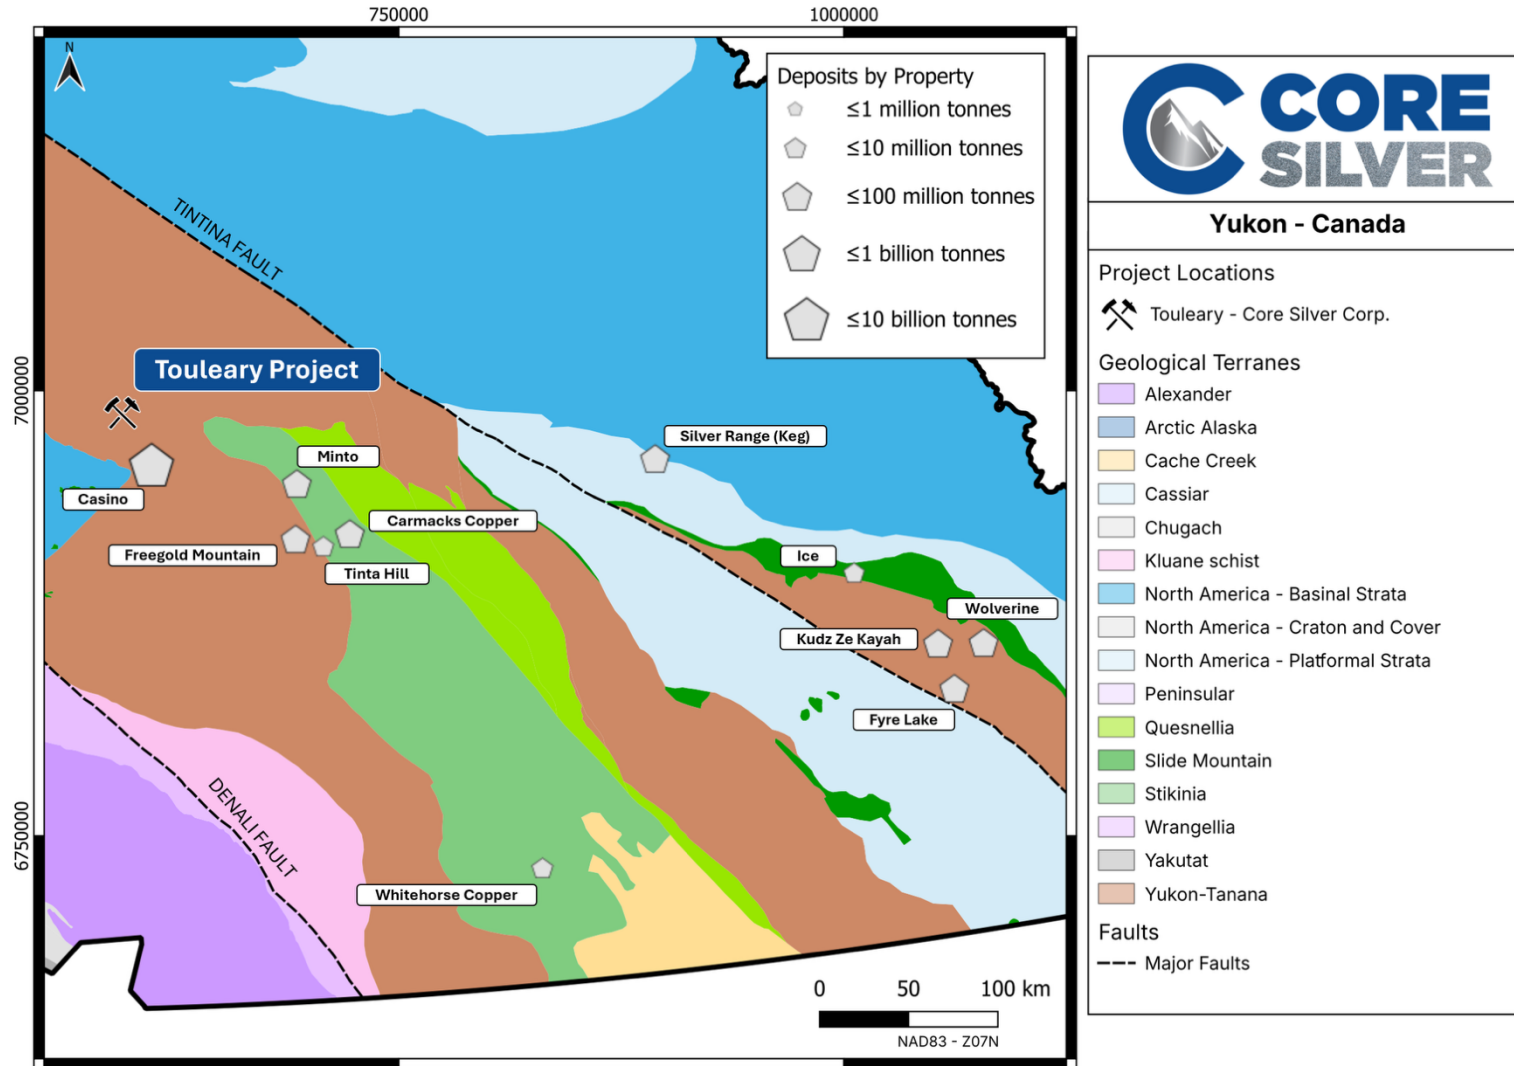 750000
1000000
N
Deposits by Property
≤1 million tonnes
≤10 million tonnes
≤100 million tonnes
≤1 billion tonnes
≤10 billion tonnes
TINTINA FAULT
Touleary Project
7000000
Silver Range (Keg)
Minto
Casino
Carmacks Copper
Freegold Mountain
Tinta Hill
Ice
Wolverine
Kudz Ze Kayah
Fyre Lake
DENALI FAULT
6750000
Whitehorse Copper
0 50 100 km
NAD83 - Z07N
CORE
SILVER
Yukon - Canada
Project Locations
Touleary - Core Silver Corp.
Geological Terranes
Alexander
Arctic Alaska
Cache Creek
Cassiar
Chugach
Kluane schist
North America - Basinal Strata
North America - Craton and Cover
North America - Platformal Strata
Peninsular
Quesnellia
Slide Mountain
Stikinia
Wrangellia
Yakutat
Yukon-Tanana
Faults
Major Faults